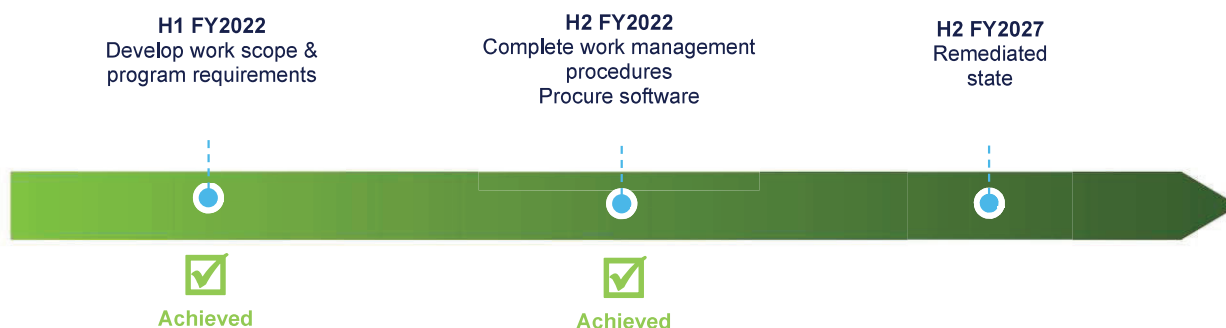 H1 FY2022
Develop work scope &
program requirements
H2 FY2022
Complete work management
procedures
Procure software
H2 FY2027
Remediated
state
Achieved
Achieved